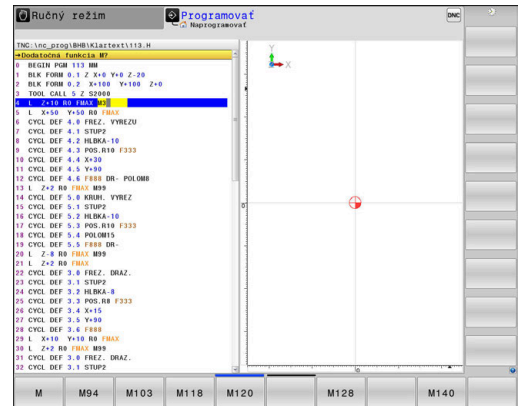 Ručný režim
Programovať
Naprogramovať
DNC
TNC:\nc_prog\BHB\Klartext\113.H
→Dodatočná funkcia M?
0 BEGIN PGM 113 MM
1 BLK FORM 0.1 Z X+0 Y+0 Z-20
2 BLK FORM 0.2 X+100 Y+100 Z+0
3 TOOL CALL 5 Z S2000
4 L Z+10 R0 FMAX M3
5 L X+50 Y+50 R0 FMAX
6 CYCL DEF 4.0 FREZ. VYREZU
7 CYCL DEF 4.1 STUP2
8 CYCL DEF 4.2 HLBKA-10
9 CYCL DEF 4.3 POS.R10 F333
10 CYCL DEF 4.4 X+30
11 CYCL DEF 4.5 Y+90
12 CYCL DEF 4.6 F888 DR- POLOM8
13 L Z+2 R0 FMAX M99
14 CYCL DEF 5.0 KRUH. VYREZ
15 CYCL DEF 5.1 STUP2
16 CYCL DEF 5.2 HLBKA-10
17 CYCL DEF 5.3 POS.R10 F333
18 CYCL DEF 5.4 POLOM15
19 CYCL DEF 5.5 F888 DR-
20 L Z-8 R0 FMAX M99
21 L Z+2 R0 FMAX
22 CYCL DEF 3.0 FREZ. DRAZ.
23 CYCL DEF 3.1 STUP2
24 CYCL DEF 3.2 HLBKA-8
25 CYCL DEF 3.3 POS.R8 F333
26 CYCL DEF 3.4 X+15
27 CYCL DEF 3.5 Y+90
28 CYCL DEF 3.6 F888
29 L X+10 Y+10 R0 FMAX
30 L Z+2 R0 FMAX M99
31 CYCL DEF 3.0 FREZ. DRAZ.
32 CYCL DEF 3.1 STUP2
Y
X
0
0
M M94 M103 M118 M120 M128 M140